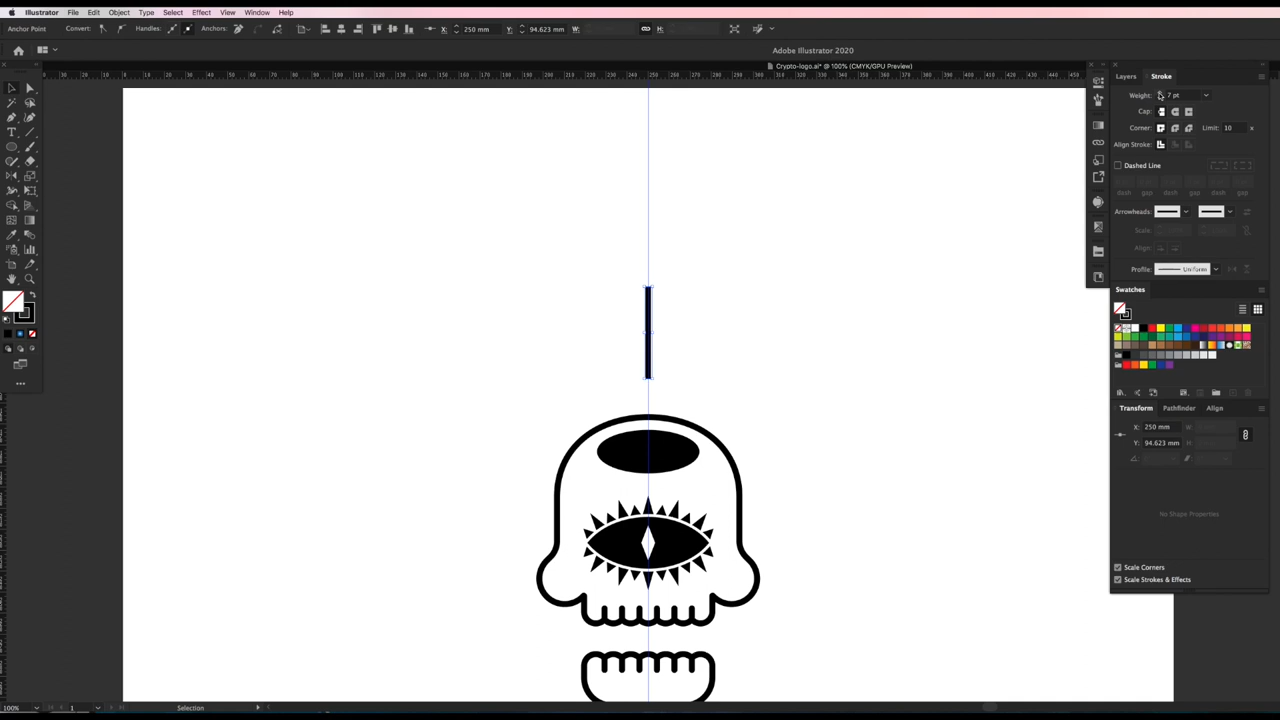 Illustrator File Edit Object Type Select Effect View Window Help
Anchor Point Convert: Handles: Anchors: X: 250 mm Y: 94.623 mm W: H:
Adobe Illustrator 2020
Crypto-logo.ai* @ 100% (CMYK/GPU Preview)
Layers Stroke
Weight: 7 pt
Cap:
Corner: Limit: 10 x
Align Stroke:
Dashed Line
dash gap dash gap dash gap
Arrowheads:
Scale:
Align:
Profile: Uniform
Swatches
Transform Pathfinder Align
X: 250 mm W:
Y: 94.623 mm H:
No Shape Properties
Scale Corners
Scale Strokes & Effects
100% 1 Selection